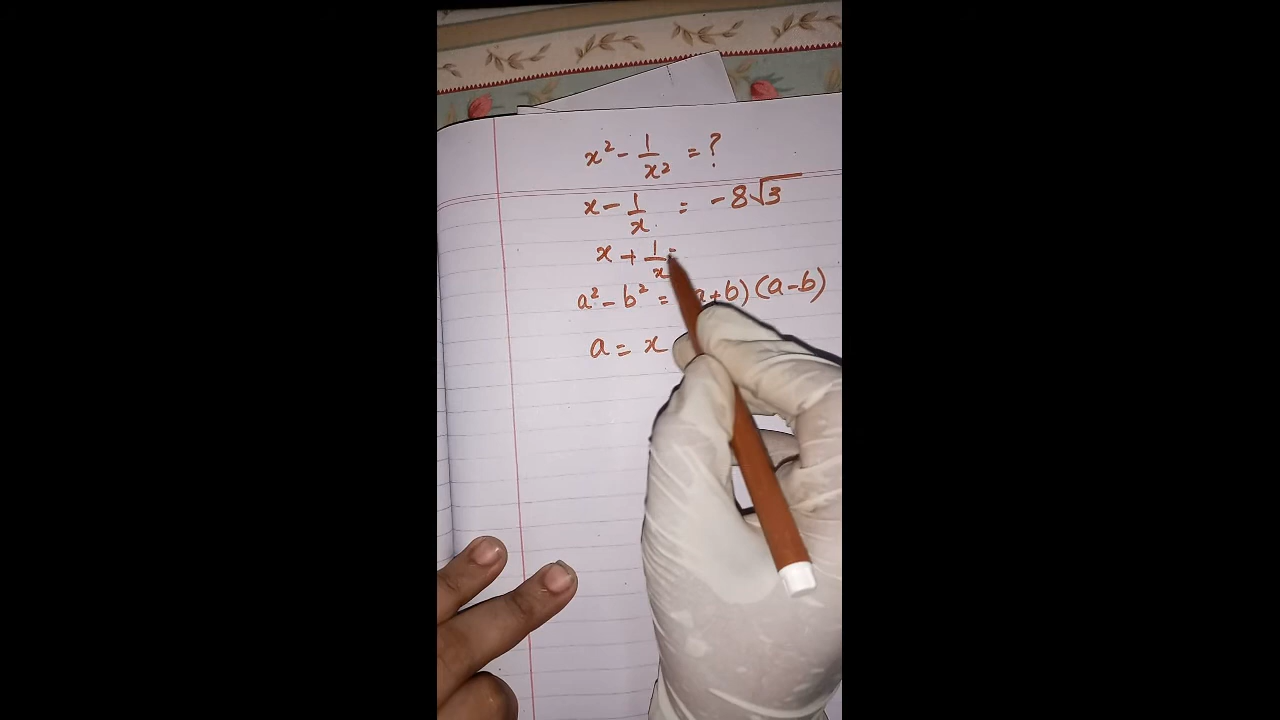 x² - 1/x² = ?
x - 1/x = -8√3
x + 1/x =
a² - b² = (a+b) (a-b)
a = x